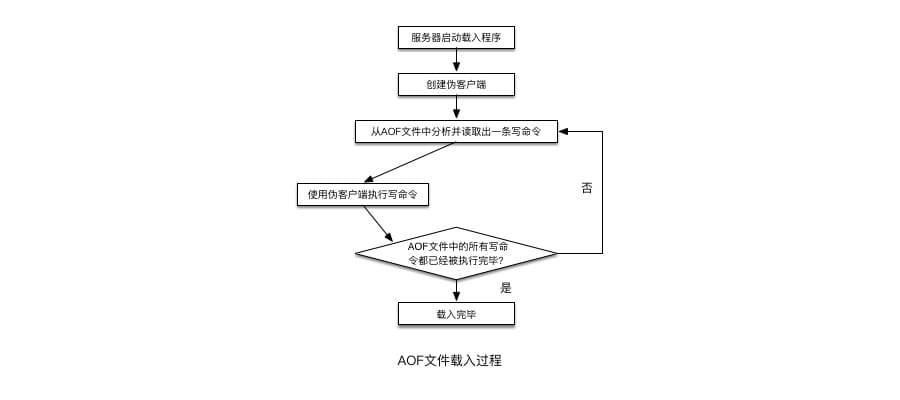 服务器启动载入程序
创建伪客户端
从AOF文件中分析并读取出一条写命令
使用伪客户端执行写命令
否
AOF文件中的所有写命
令都已经被执行完毕?
是
载入完毕
AOF文件载入过程